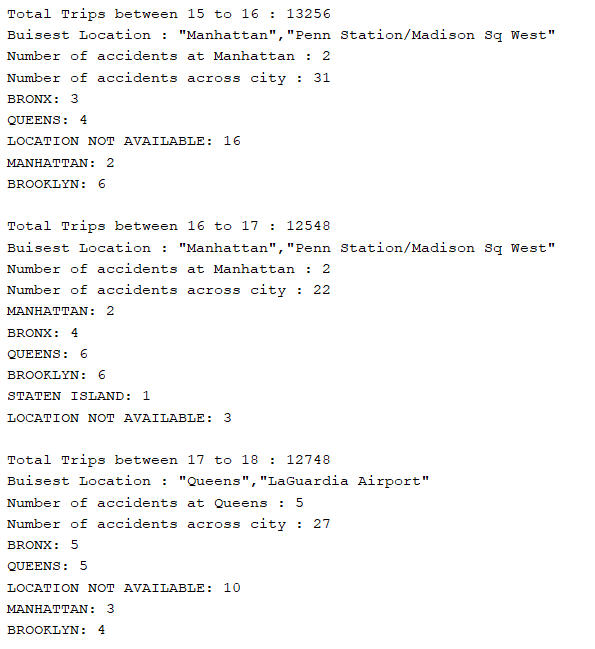 Total Trips between 15 to 16 : 13256
Buisest Location : "Manhattan","Penn Station/Madison Sq West"
Number of accidents at Manhattan : 2
Number of accidents across city : 31
BRONX: 3
QUEENS: 4
LOCATION NOT AVAILABLE: 16
MANHATTAN: 2
BROOKLYN: 6
Total Trips between 16 to 17 : 12548
Buisest Location : "Manhattan","Penn Station/Madison Sq West"
Number of accidents at Manhattan : 2
Number of accidents across city : 22
MANHATTAN: 2
BRONX: 4
QUEENS: 6
BROOKLYN: 6
STATEN ISLAND: 1
LOCATION NOT AVAILABLE: 3
Total Trips between 17 to 18 : 12748
Buisest Location : "Queens","LaGuardia Airport"
Number of accidents at Queens : 5
Number of accidents across city : 27
BRONX: 5
QUEENS: 5
LOCATION NOT AVAILABLE: 10
MANHATTAN: 3
BROOKLYN: 4